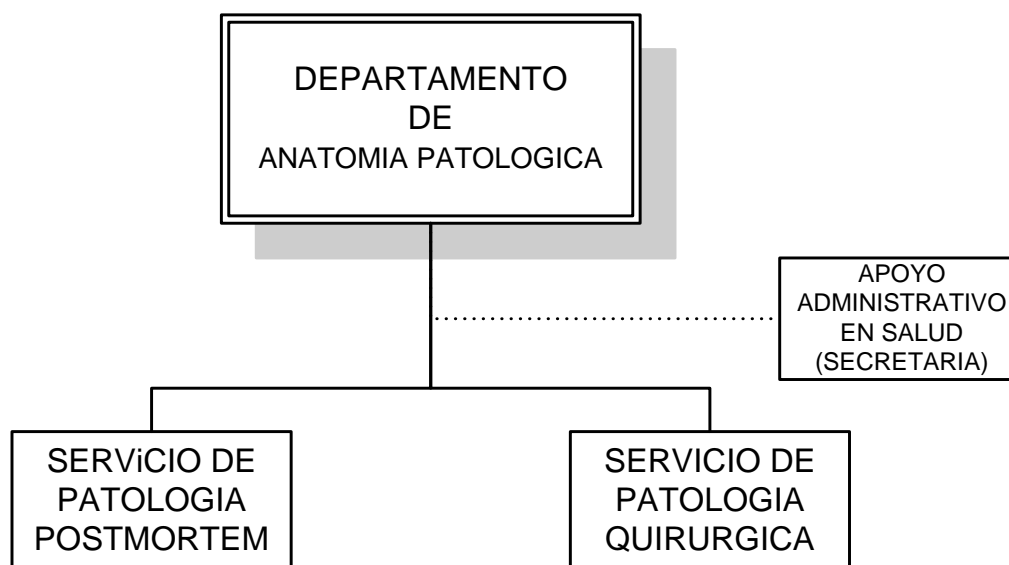 DEPARTAMENTO
DE
ANATOMIA PATOLOGICA
APOYO
ADMINISTRATIVO
EN SALUD
(SECRETARIA)
SERViCIO DE
PATOLOGIA
POSTMORTEM
SERVICIO DE
PATOLOGIA
QUIRURGICA